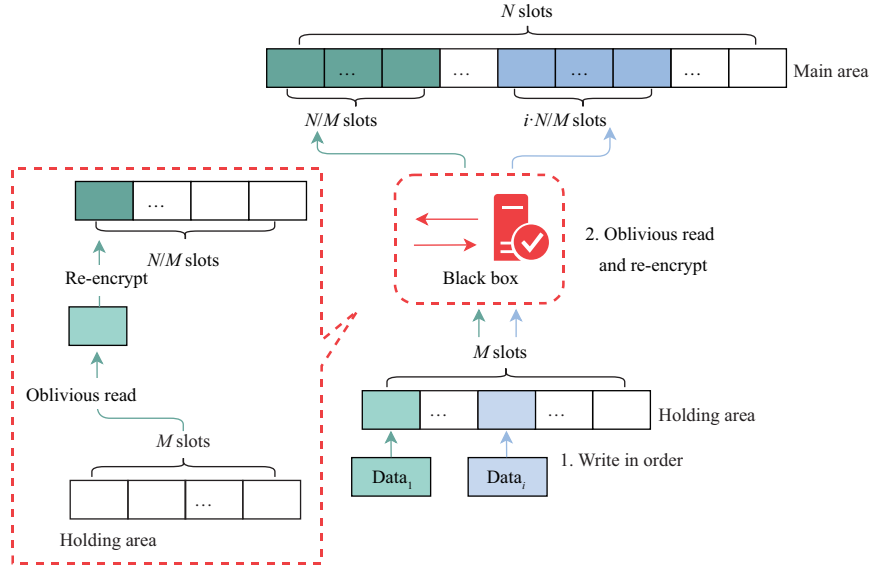 N slots
...
...
...
...
Main area
N/M slots
i·N/M slots
...
N/M slots
Re-encrypt
Black box
2. Oblivious read
and re-encrypt
Oblivious read
M slots
M slots
...
...
Holding area
Data₁
Dataᵢ
1. Write in order
...
Holding area